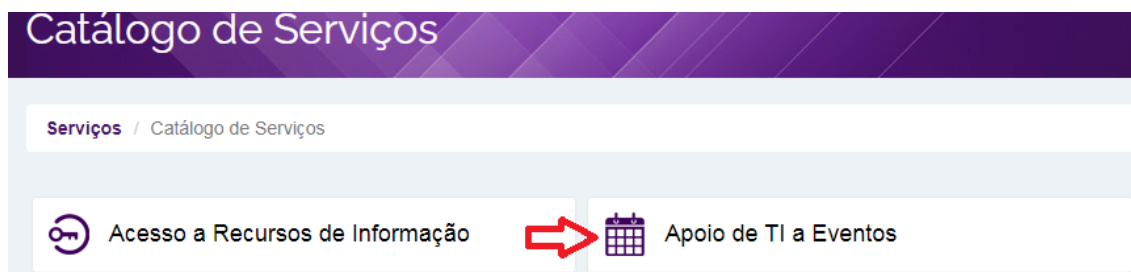 Catálogo de Serviços
Serviços / Catálogo de Serviços
Acesso a Recursos de Informação
Apoio de TI a Eventos